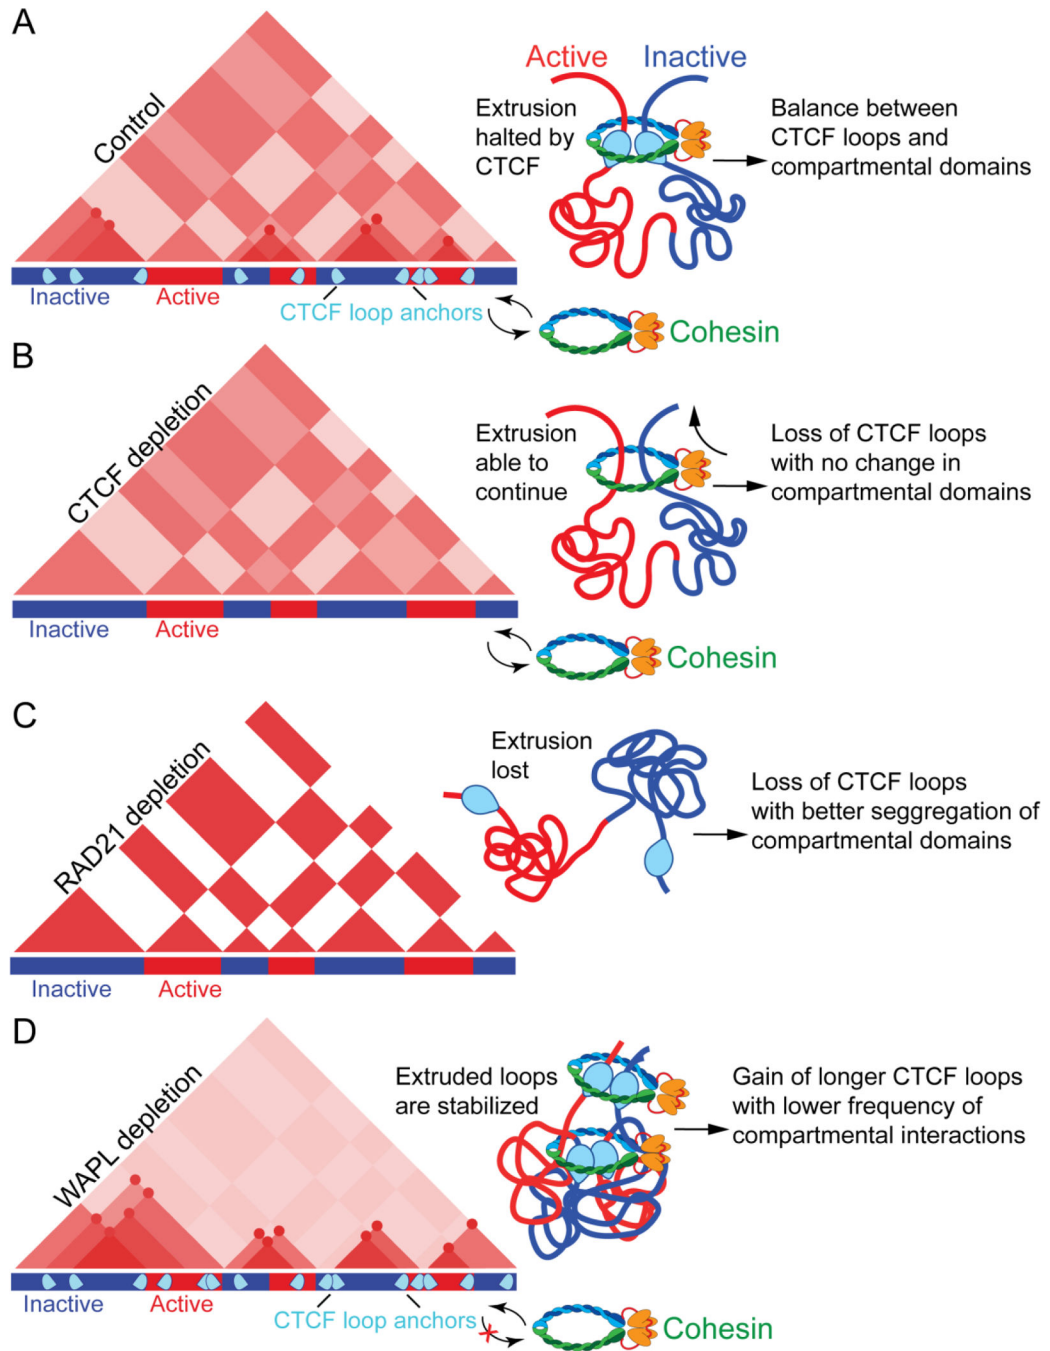 A
Control
Active Inactive
Extrusion
halted by
CTCF
Balance between
CTCF loops and
compartmental domains
Inactive Active
CTCF loop anchors
Cohesin
B
CTCF depletion
Extrusion
able to
continue
Loss of CTCF loops
with no change in
compartmental domains
Inactive Active
Cohesin
C
RAD21 depletion
Extrusion
lost
Loss of CTCF loops
with better seggregation of
compartmental domains
Inactive Active
D
WAPL depletion
Extruded loops
are stabilized
Gain of longer CTCF loops
with lower frequency of
compartmental interactions
Inactive Active
CTCF loop anchors
Cohesin